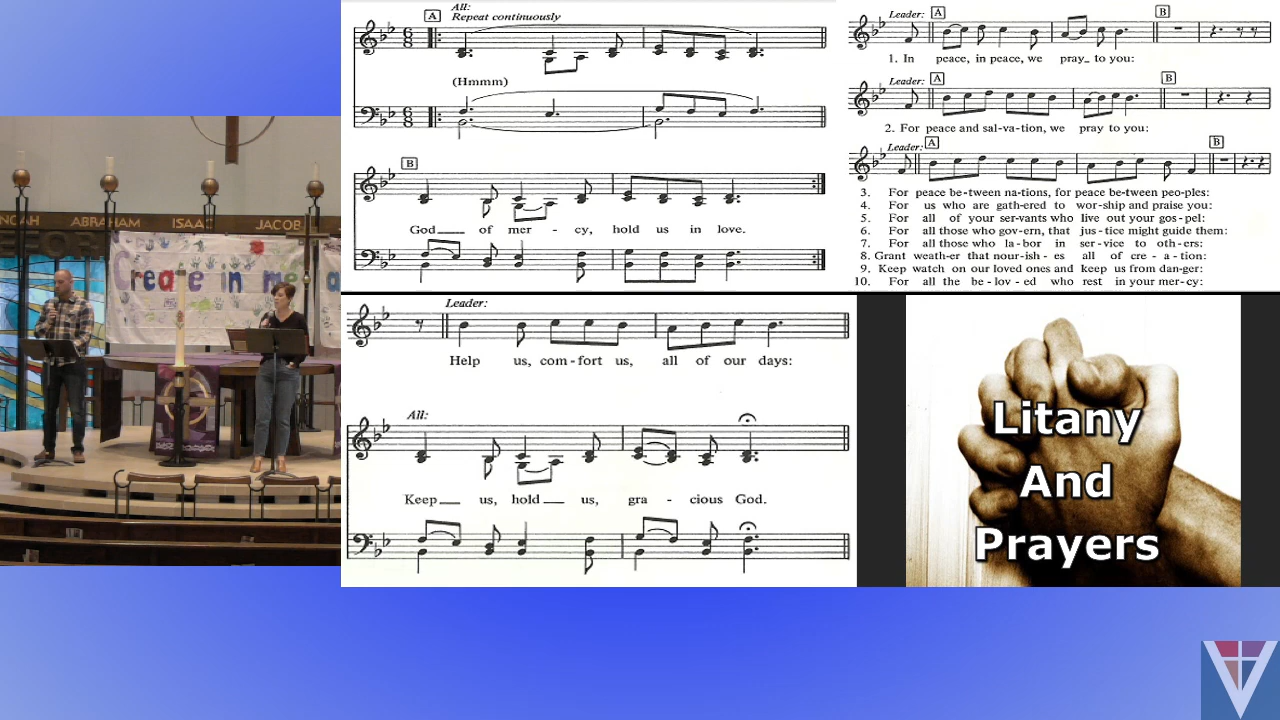 NOAH ABRAHAM ISAAC JACOB
Create in me a
All:
A Repeat continuously
(Hmmm)
B
God___ of mer - cy, hold us in love.
Leader: A B
1. In peace, in peace, we pray_ to you:
Leader: A B
2. For peace and sal-va-tion, we pray to you:
Leader: A B
3. For peace be-tween na-tions, for peace be-tween peo-ples:
4. For us who are gath-ered to wor-ship and praise you:
5. For all of your ser-vants who live out your gos-pel:
6. For all those who gov-ern, that jus-tice might guide them:
7. For all those who la-bor in ser-vice to oth-ers:
8. Grant weath-er that nour-ish-es all of cre-a-tion:
9. Keep watch on our loved ones and keep us from dan-ger:
10. For all the be-lov-ed who rest in your mer-cy:
Leader:
Help us, com-fort us, all of our days:
All:
Keep___ us, hold___ us, gra - cious God.
Litany
And
Prayers